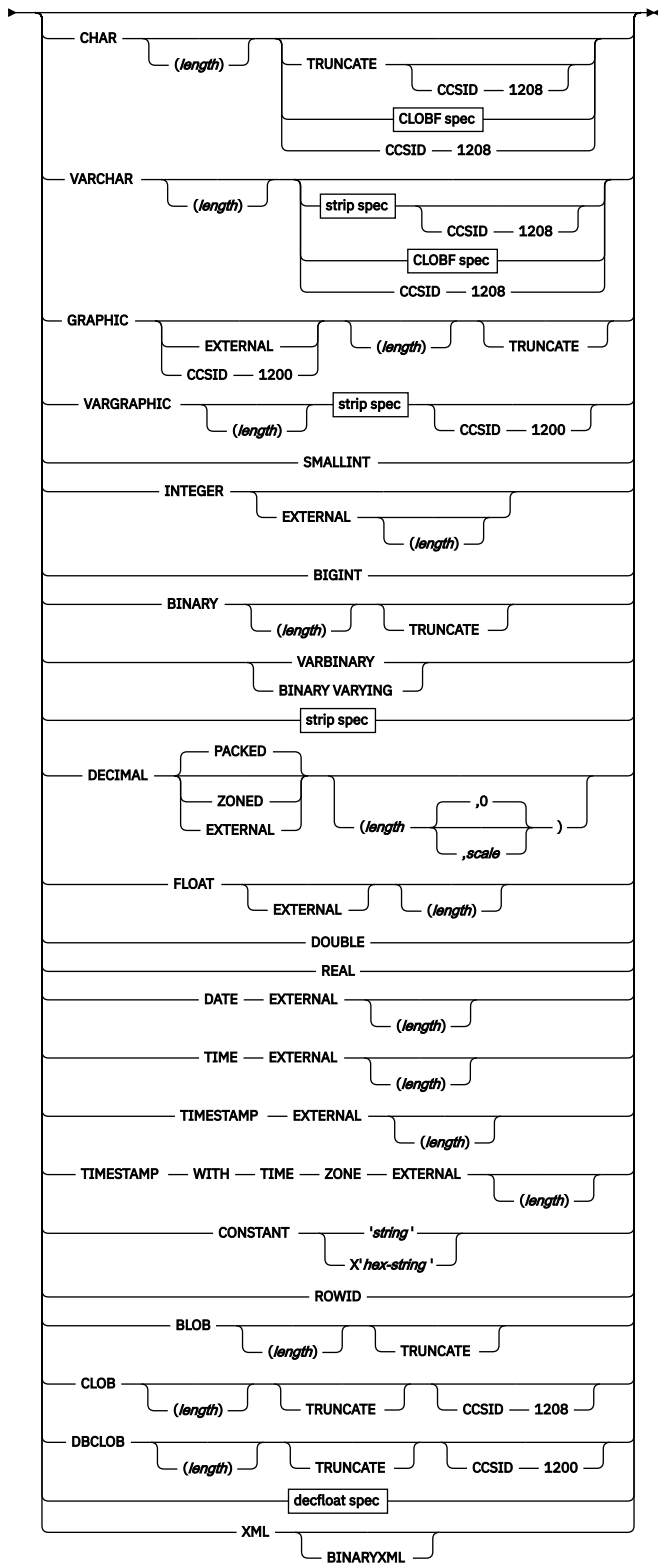 CHAR
(length)
TRUNCATE
CCSID 1208
CLOBF spec
CCSID 1208
VARCHAR
(length)
strip spec
CCSID 1208
CLOBF spec
CCSID 1208
GRAPHIC
EXTERNAL
CCSID 1200
(length)
TRUNCATE
VARGRAPHIC
(length)
strip spec
CCSID 1200
SMALLINT
INTEGER
EXTERNAL
(length)
BIGINT
BINARY
(length)
TRUNCATE
VARBINARY
BINARY VARYING
strip spec
DECIMAL
PACKED
ZONED
EXTERNAL
(length
,0
,scale
)
FLOAT
EXTERNAL
(length)
DOUBLE
REAL
DATE EXTERNAL
(length)
TIME EXTERNAL
(length)
TIMESTAMP EXTERNAL
(length)
TIMESTAMP WITH TIME ZONE EXTERNAL
(length)
CONSTANT
'string'
X'hex-string'
ROWID
BLOB
(length)
TRUNCATE
CLOB
(length)
TRUNCATE
CCSID 1208
DBCLOB
(length)
TRUNCATE
CCSID 1200
decfloat spec
XML
BINARYXML